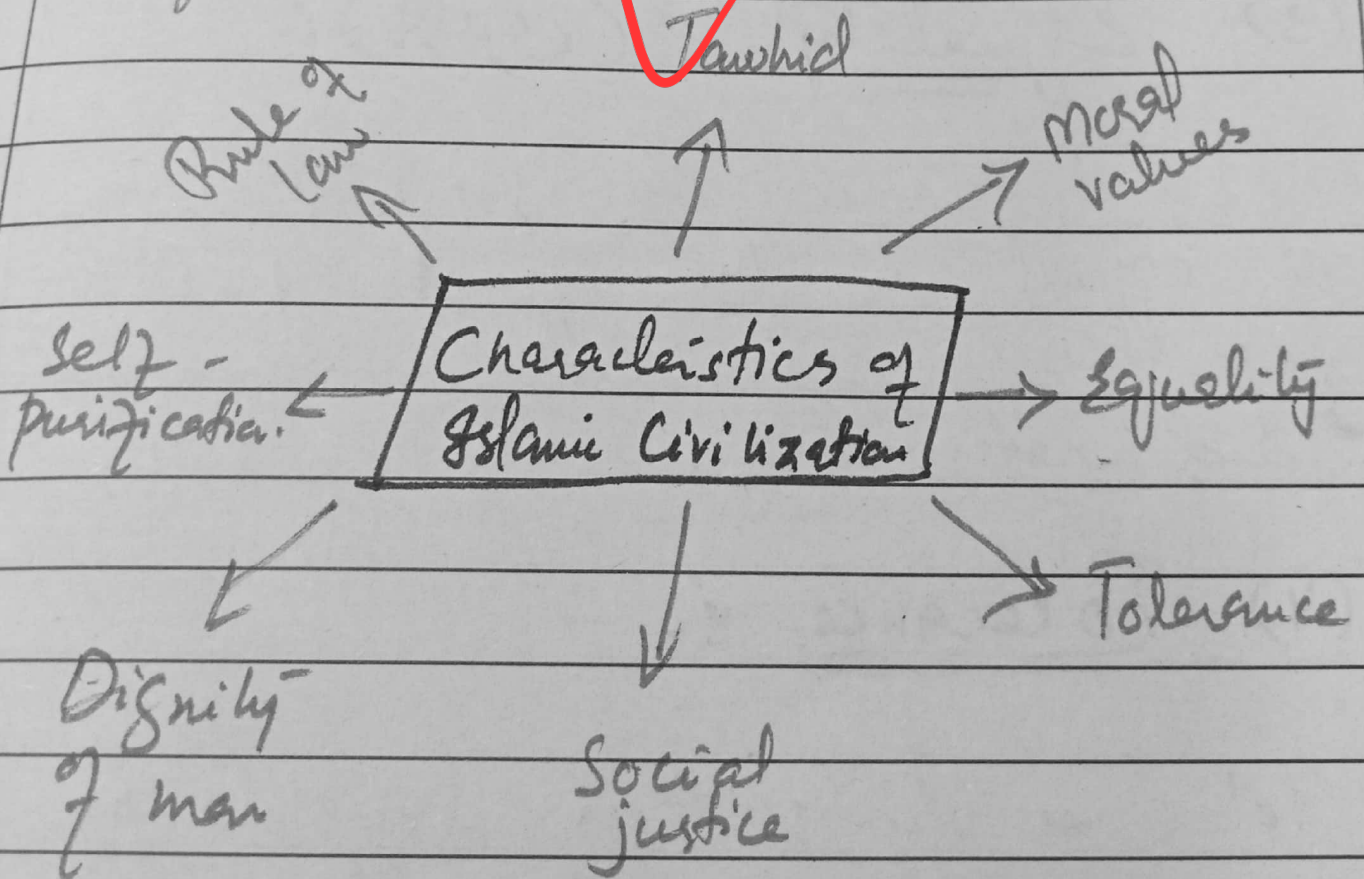 Tawhid
Rule of
law
Moral
values
Characteristics of
Islamic Civilization
Self-
purification.
Equality
Tolerance
Dignity
of man
Social
justice